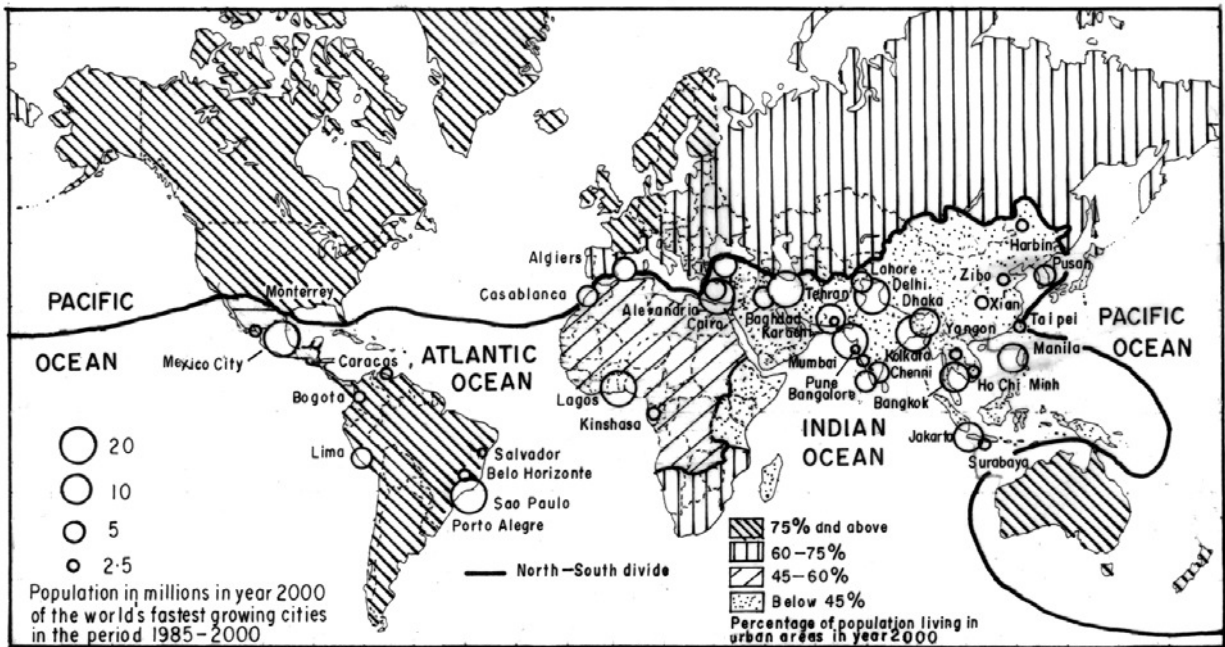 Algiers
Casablanca
Monterrey
PACIFIC
OCEAN
Mexico City
Caracas
ATLANTIC
OCEAN
Bogota
Lima
Salvador
Belo Horizonte
Sao Paulo
Porto Alegre
Lagos
Kinshasa
Alexandria
Cairo
Baghdad
Tehran
Karachi
Lahore
Delhi
Dhaka
Mumbai
Pune
Bangalore
Kolkata
Chennii
Yangon
Bangkok
Harbin
Pusan
Zibo
Xian
Taipei
PACIFIC
OCEAN
Manila
Ho Chi Minh
INDIAN
OCEAN
Jakarta
Surabaya
20
10
5
2·5
Population in millions in year 2000
of the world's fastest growing cities
in the period 1985-2000
North-South divide
75% and above
60-75%
45-60%
Below 45%
Percentage of population living in
urban areas in year 2000